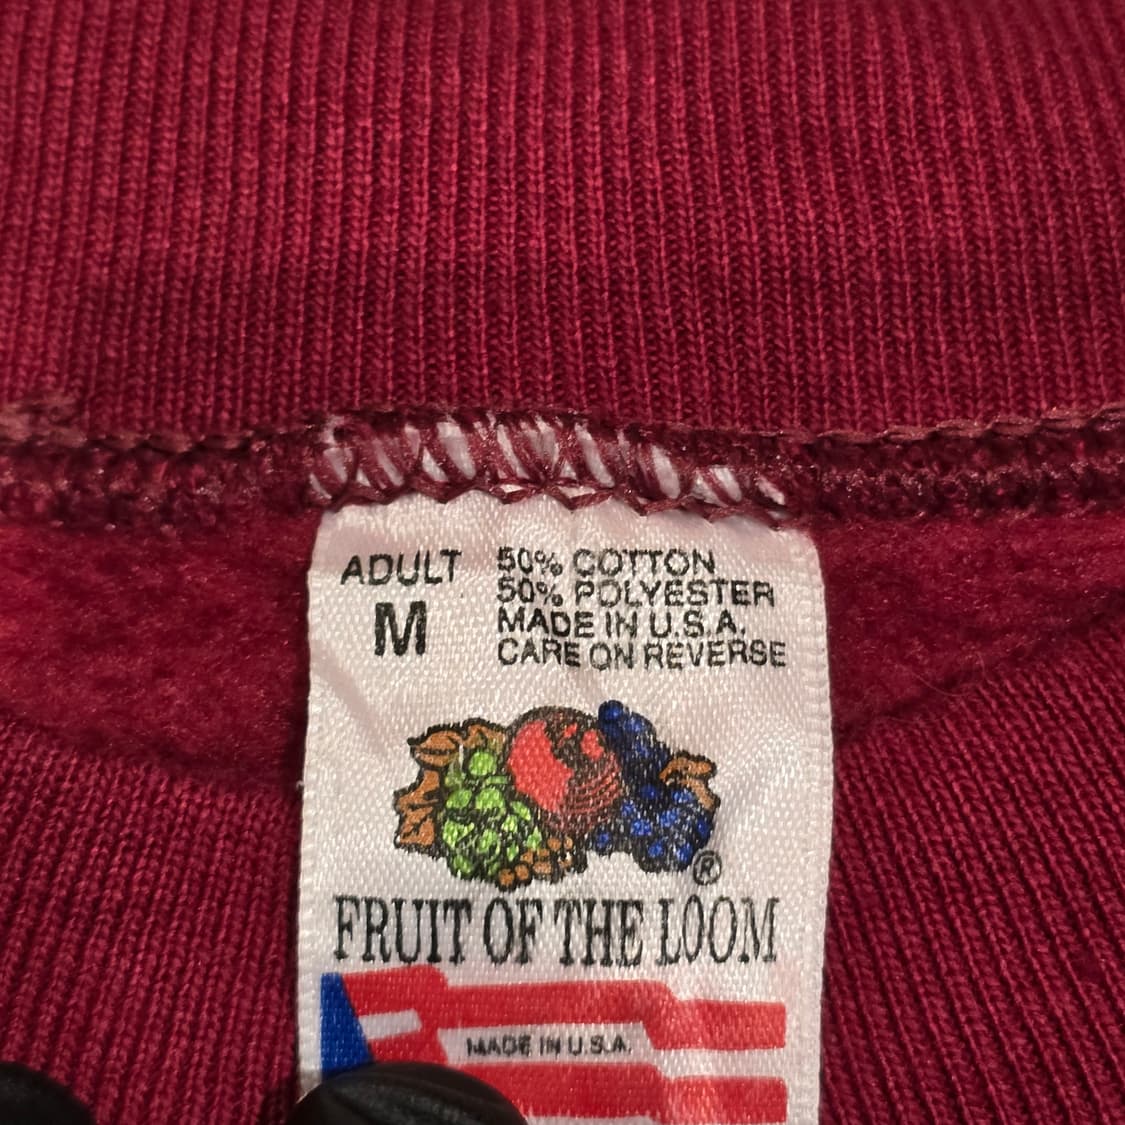 ADULT
M
50% COTTON
50% POLYESTER
MADE IN U.S.A.
CARE ON REVERSE
®
FRUIT OF THE LOOM
MADE IN U.S.A.